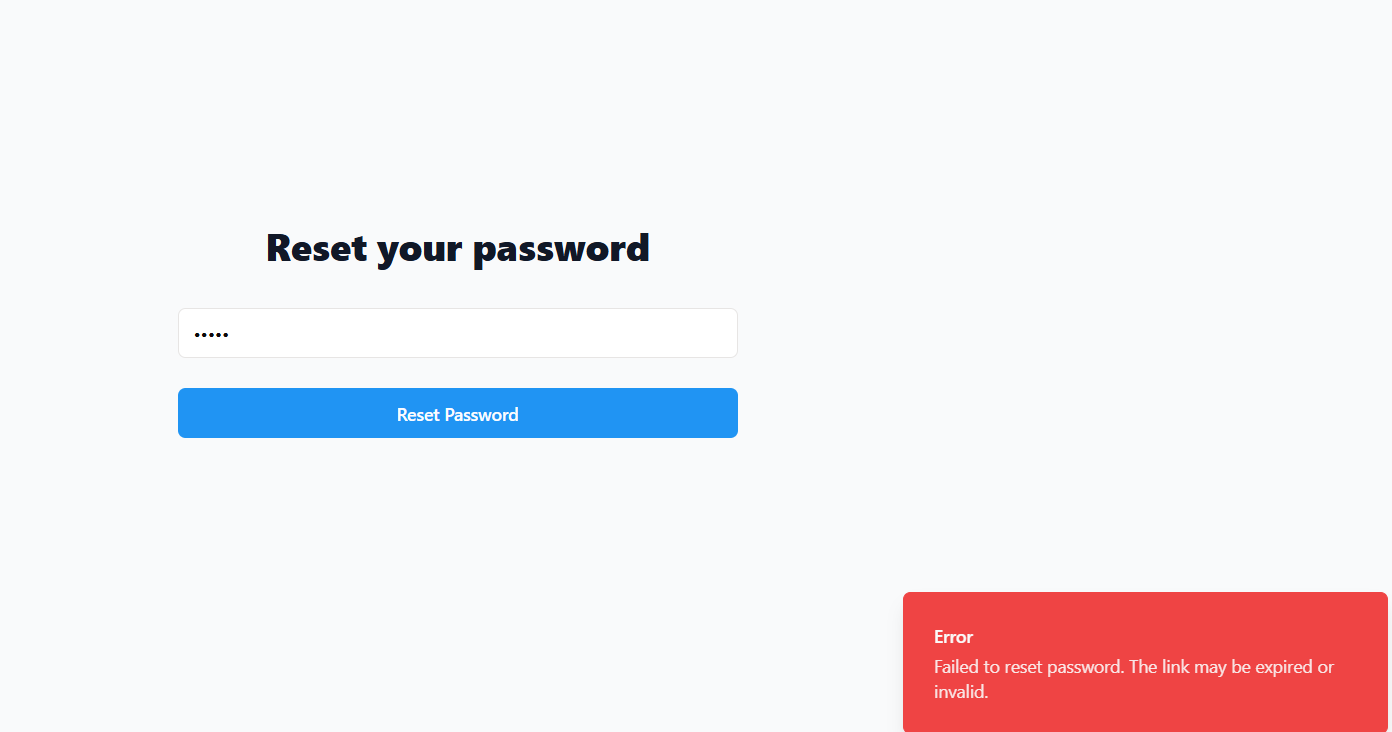 Reset your password
•••••
Reset Password
Error
Failed to reset password. The link may be expired or
invalid.